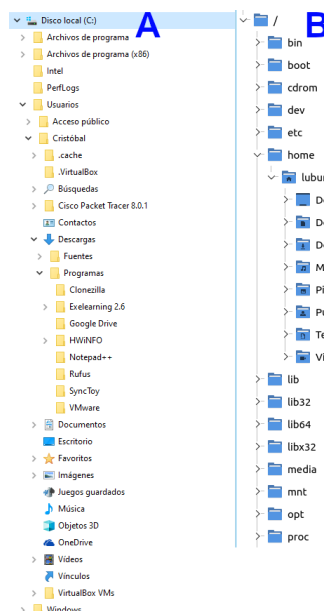 Disco local (C:)
A
Archivos de programa
Archivos de programa (x86)
Intel
PerfLogs
Usuarios
Acceso público
Cristóbal
.cache
.VirtualBox
Búsquedas
Cisco Packet Tracer 8.0.1
Contactos
Descargas
Fuentes
Programas
Clonezilla
Exelearning 2.6
Google Drive
HWiNFO
Notepad++
Rufus
SyncToy
VMware
Documentos
Escritorio
Favoritos
Imágenes
Juegos guardados
Música
Objetos 3D
OneDrive
Vídeos
Vínculos
VirtualBox VMs
Windows
/
B
bin
boot
cdrom
dev
etc
home
lib
lib32
lib64
libx32
media
mnt
opt
proc